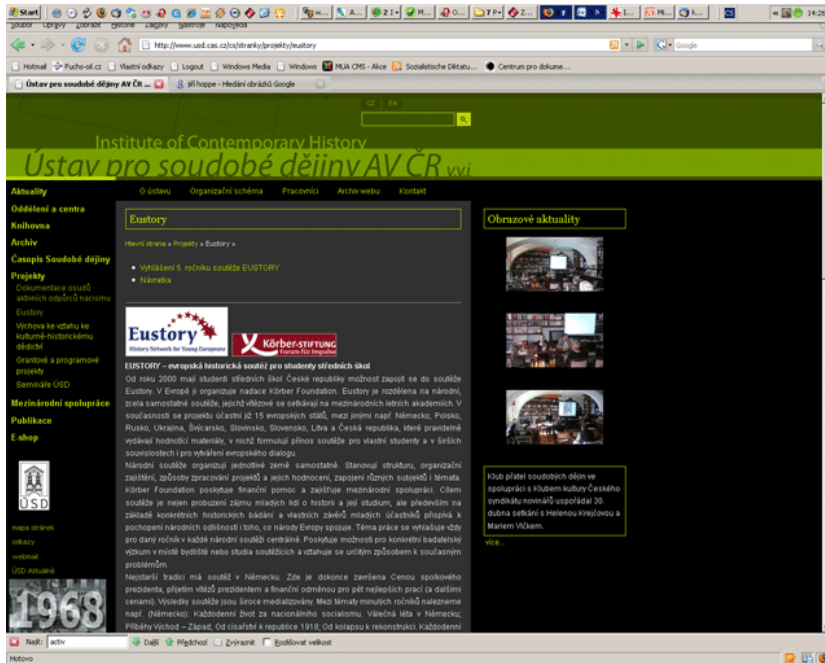 Start
14:26
Soubor Úpravy Zobrazit Historie Záložky Nástroje Nápověda
http://www.usd.cas.cz/cs/stranky/projekty/eustory
Google
Hotmail Fuchs-oil.cz Vlastní odkazy Logout Windows Media Windows MUA CMS - Akce Sozialistische Diktatu... Centrum pro dokume...
Ústav pro soudobé dějiny AV ČR ... jiří hoppe - Hledání obrázků Google
CZ EN
Institute of Contemporary History
Ústav pro soudobé dějiny AV ČR vvi
Aktuality
Oddělení a centra
Knihovna
Archiv
Časopis Soudobé dějiny
Projekty
Dokumentace osudů
aktivních odpůrců nacismu
Eustory
Výchova ke vztahu ke
kulturně-historickému
dědictví
Grantové a programové
projekty
Semináře ÚSD
Mezinárodní spolupráce
Publikace
E-shop
ÚSD
mapa stránek
odkazy
webmail
ÚSD Aktuálně
1968
O ústavu Organizační schéma Pracovníci Archiv webu Kontakt
Eustory
Hlavní strana » Projekty » Eustory »
Vyhlášení 5. ročníku soutěže EUSTORY
Návratka
Eustory
History Network for Young Europeans
Körber-STIFTUNG
Forum für Impulse
EUSTORY – evropská historická soutěž pro studenty středních škol
Od roku 2000 mají studenti středních škol České republiky možnost zapojit se do soutěže
Eustory. V Evropě ji organizuje nadace Körber Foundation. Eustory je rozdělena na národní,
zcela samostatné soutěže, jejichž vítězové se setkávají na mezinárodních letních akademiích. V
současnosti se projektu účastní již 15 evropských států, mezi jinými např. Německo, Polsko,
Rusko, Ukrajina, Švýcarsko, Slovinsko, Slovensko, Litva a Česká republika, které pravidelně
vydávají hodnotící materiály, v nichž formulují přínos soutěže pro vlastní studenty a v širších
souvislostech i pro vytváření evropského dialogu.
Národní soutěže organizují jednotlivé země samostatně. Stanovují strukturu, organizační
zajištění, způsoby zpracování projektů a jejich hodnocení, zapojení různých subjektů i témata.
Körber Foundation poskytuje finanční pomoc a zajišťuje mezinárodní spolupráci. Cílem
soutěže je nejen probuzení zájmu mladých lidí o historii a její studium, ale především na
základě konkrétních historických bádání a vlastních závěrů mladých účastníků přispívá k
pochopení národních odlišností i toho, co národy Evropy spojuje. Téma práce se vyhlašuje vždy
pro daný ročník v každé národní soutěži centrálně. Poskytuje možnosti pro konkrétní badatelský
výzkum v místě bydliště nebo studia soutěžících a vztahuje se určitým způsobem k současným
problémům.
Nejstarší tradici má soutěž v Německu. Zde je dokonce završena Cenou spolkového
prezidenta, přijetím vítězů prezidentem a finanční odměnou pro pět nejlepších prací (a dalšími
cenami). Výsledky soutěže jsou široce medializovány. Mezi tématy minulých ročníků nalezneme
např. (Německo): Každodenní život za nacionálního socialismu, Válečná léta v Německu,
Příběhy Východ – Západ; Od císařství k republice 1918; Od kolapsu k rekonstrukci. Každodenní
Obrazové aktuality
Klub přátel soudobých dějin ve
spolupráci s Klubem kultury Českého
syndikátu novinářů uspořádal 30.
dubna setkání s Helenou Krejčovou a
Mariem Vlčkem.
více...
Najít: activ Další Předchozí Zvýraznit Rozlišovat velikost
Hotovo